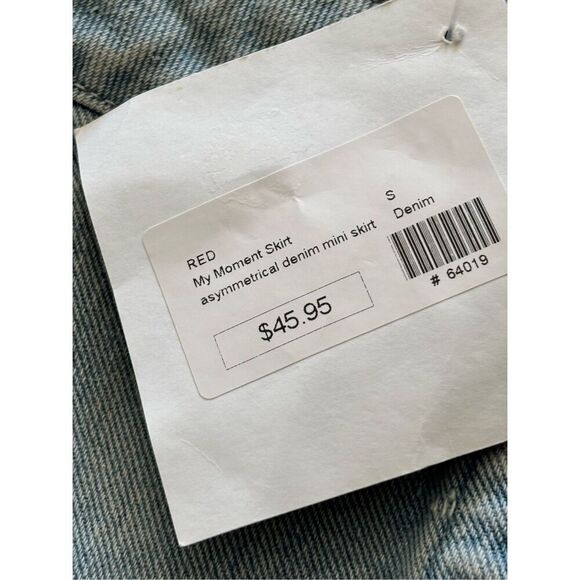 RED
S
My Moment Skirt
Denim
asymmetrical denim mini skirt
$45.95
# 64019